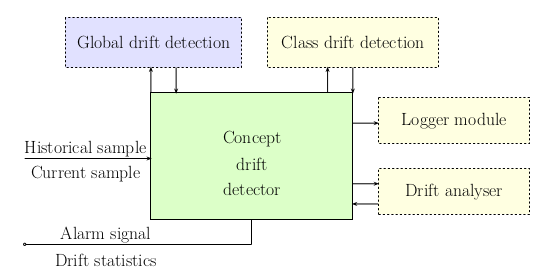 Global drift detection
Class drift detection
Logger module
Historical sample
Current sample
Concept
drift
detector
Drift analyser
Alarm signal
Drift statistics